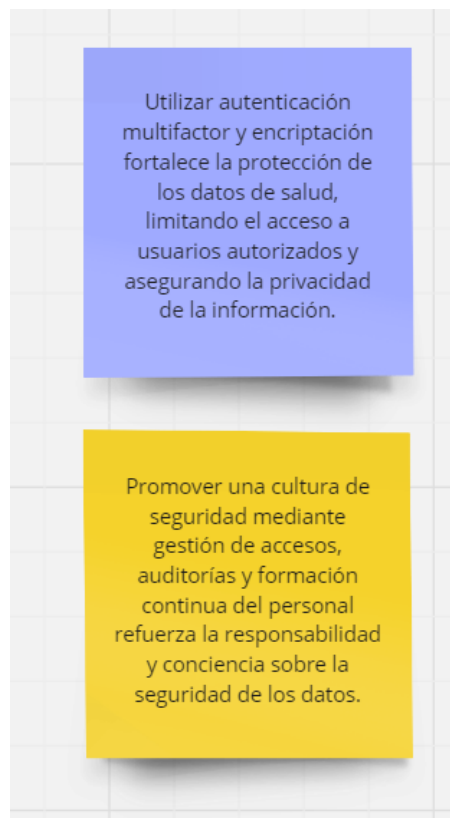 Utilizar autenticación
multifactor y encriptación
fortalece la protección de
los datos de salud,
limitando el acceso a
usuarios autorizados y
asegurando la privacidad
de la información.
Promover una cultura de
seguridad mediante
gestión de accesos,
auditorías y formación
continua del personal
refuerza la responsabilidad
y conciencia sobre la
seguridad de los datos.